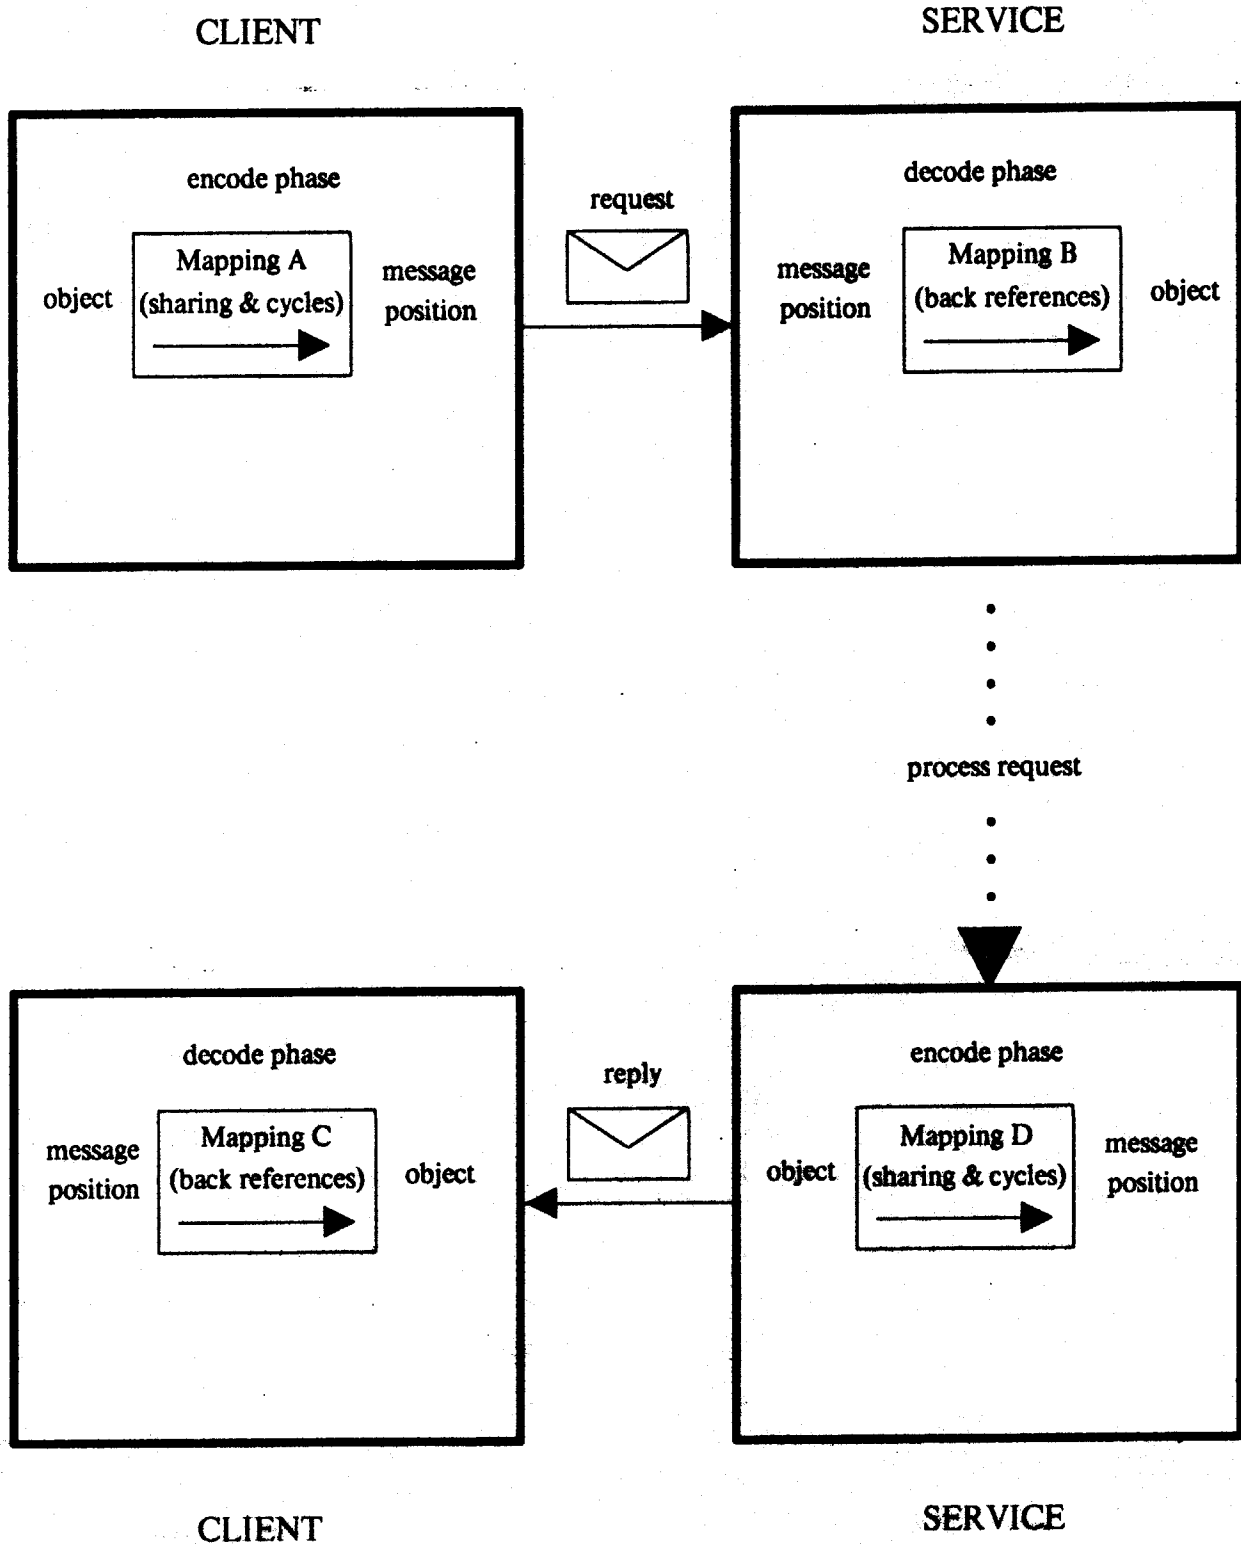 CLIENT
SERVICE
encode phase
object
Mapping A
(sharing & cycles)
message
position
request
decode phase
message
position
Mapping B
(back references)
object
process request
decode phase
message
position
Mapping C
(back references)
object
reply
encode phase
object
Mapping D
(sharing & cycles)
message
position
CLIENT
SERVICE